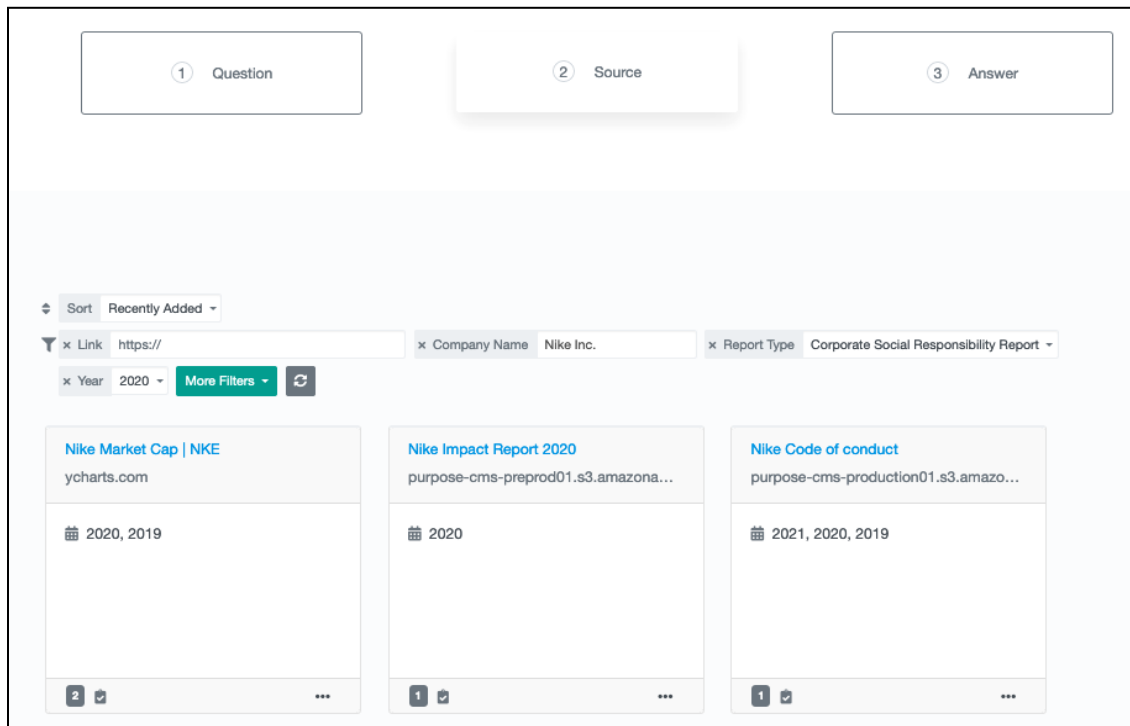 1 Question
2 Source
3 Answer
Sort Recently Added
× Link https://
× Company Name Nike Inc.
× Report Type Corporate Social Responsibility Report
× Year 2020
More Filters
Nike Market Cap | NKE
ycharts.com
2020, 2019
2
Nike Impact Report 2020
purpose-cms-preprod01.s3.amazona...
2020
1
Nike Code of conduct
purpose-cms-production01.s3.amazo...
2021, 2020, 2019
1